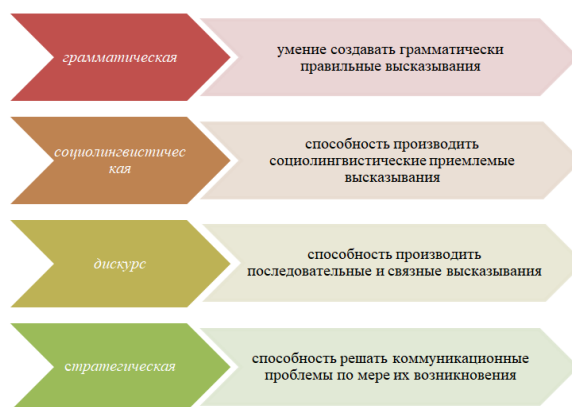 грамматическая
умение создавать грамматически
правильные высказывания
социолингвистичес
кая
способность производить
социолингвистические приемлемые
высказывания
дискурс
способность производить
последовательные и связные высказывания
стратегическая
способность решать коммуникационные
проблемы по мере их возникновения